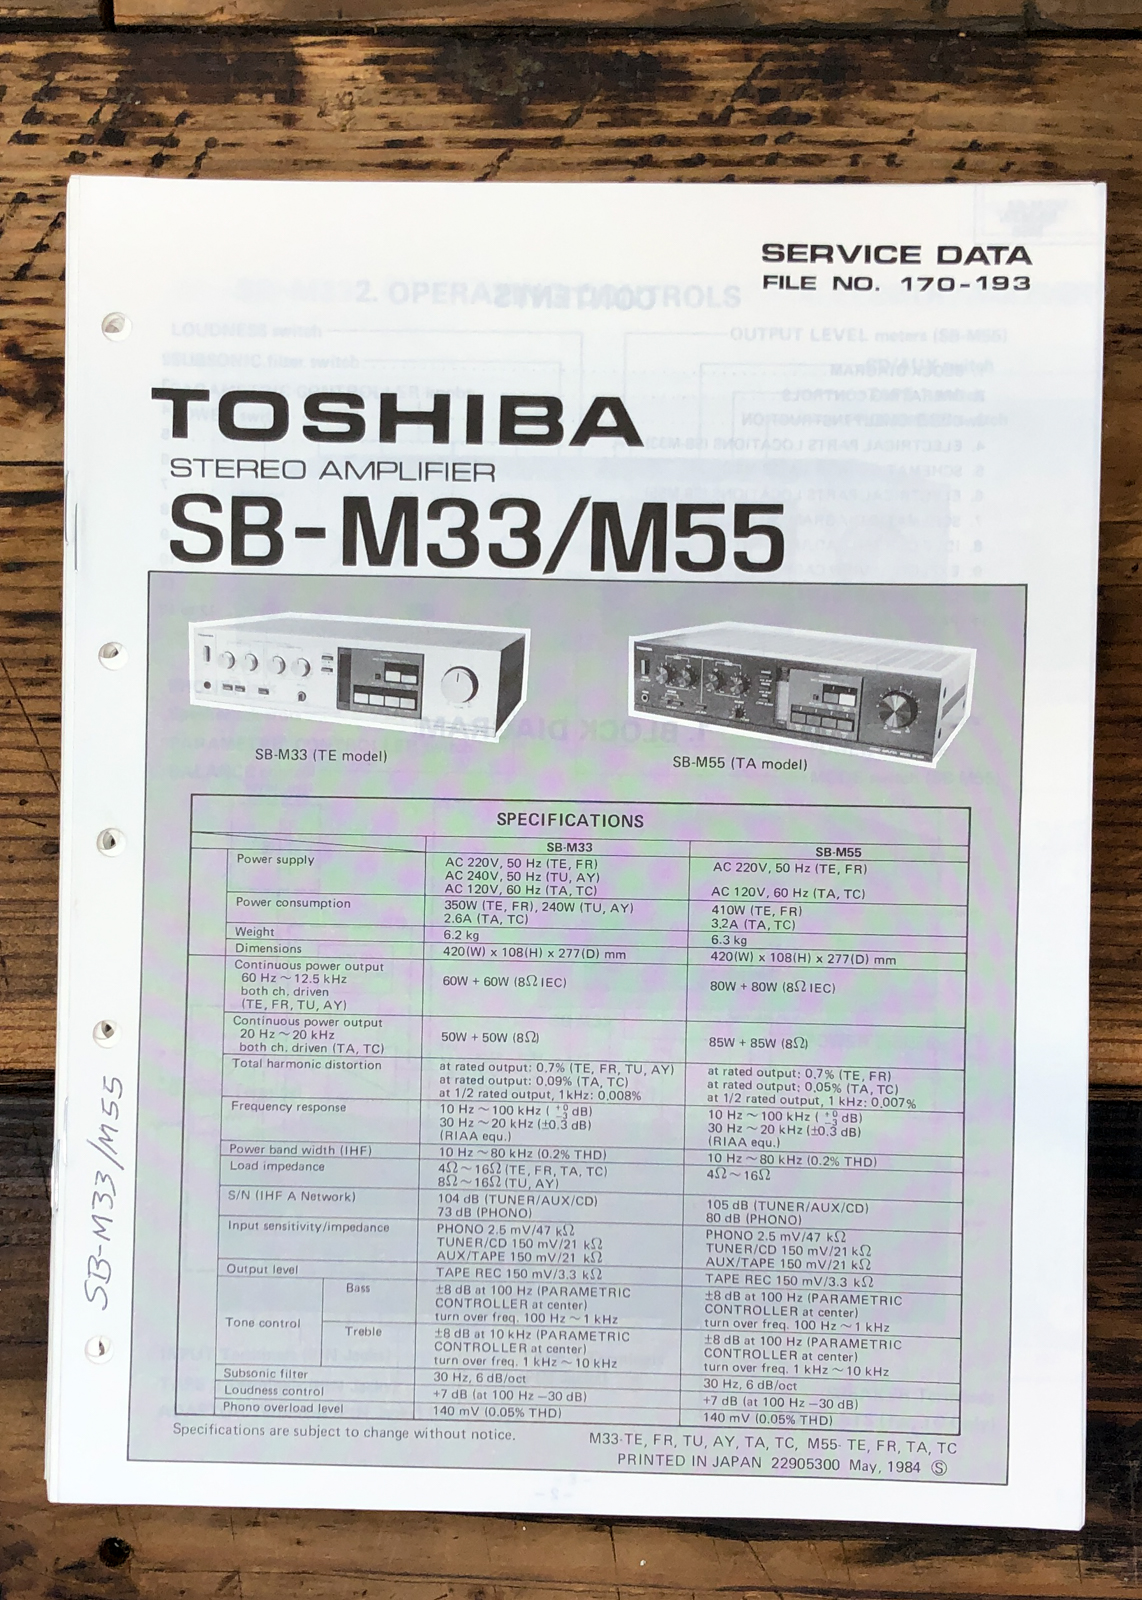 SERVICE DATA
FILE NO. 170-193
TOSHIBA
STEREO AMPLIFIER
SB-M33/M55
SB-M33 (TE model)
SB-M55 (TA model)
SPECIFICATIONS
SB-M33 SB-M55
Power supply AC 220V, 50 Hz (TE, FR) AC 220V, 50 Hz (TE, FR)
AC 240V, 50 Hz (TU, AY)
AC 120V, 60 Hz (TA, TC) AC 120V, 60 Hz (TA, TC)
Power consumption 350W (TE, FR), 240W (TU, AY) 410W (TE, FR)
2.6A (TA, TC) 3.2A (TA, TC)
Weight 6.2 kg 6.3 kg
Dimensions 420(W) x 108(H) x 277(D) mm 420(W) x 108(H) x 277(D) mm
Continuous power output
60 Hz ~ 12.5 kHz 60W + 60W (8Ω IEC) 80W + 80W (8Ω IEC)
both ch. driven
(TE, FR, TU, AY)
Continuous power output
20 Hz ~ 20 kHz 50W + 50W (8Ω) 85W + 85W (8Ω)
both ch. driven (TA, TC)
Total harmonic distortion at rated output: 0.7% (TE, FR, TU, AY) at rated output: 0.7% (TE, FR)
at rated output: 0.09% (TA, TC) at rated output: 0.05% (TA, TC)
at 1/2 rated output, 1kHz: 0.008% at 1/2 rated output, 1 kHz: 0.007%
Frequency response 10 Hz ~ 100 kHz ( +0 -3 dB) 10 Hz ~ 100 kHz ( +0 -3 dB)
30 Hz ~ 20 kHz (±0.3 dB) 30 Hz ~ 20 kHz (±0.3 dB)
(RIAA equ.) (RIAA equ.)
Power band width (IHF) 10 Hz ~ 80 kHz (0.2% THD) 10 Hz ~ 80 kHz (0.2% THD)
Load impedance 4Ω ~ 16Ω (TE, FR, TA, TC) 4Ω ~ 16Ω
8Ω ~ 16Ω (TU, AY)
S/N (IHF A Network) 104 dB (TUNER/AUX/CD) 105 dB (TUNER/AUX/CD)
73 dB (PHONO) 80 dB (PHONO)
Input sensitivity/impedance PHONO 2.5 mV/47 kΩ PHONO 2.5 mV/47 kΩ
TUNER/CD 150 mV/21 kΩ TUNER/CD 150 mV/21 kΩ
AUX/TAPE 150 mV/21 kΩ AUX/TAPE 150 mV/21 kΩ
Output level TAPE REC 150 mV/3.3 kΩ TAPE REC 150 mV/3.3 kΩ
Tone control Bass ±8 dB at 100 Hz (PARAMETRIC ±8 dB at 100 Hz (PARAMETRIC
CONTROLLER at center) CONTROLLER at center)
turn over freq. 100 Hz ~ 1 kHz turn over freq. 100 Hz ~ 1 kHz
Treble ±8 dB at 10 kHz (PARAMETRIC ±8 dB at 100 Hz (PARAMETRIC
CONTROLLER at center) CONTROLLER at center)
turn over freq. 1 kHz ~ 10 kHz turn over freq. 1 kHz ~ 10 kHz
Subsonic filter 30 Hz, 6 dB/oct 30 Hz, 6 dB/oct
Loudness control +7 dB (at 100 Hz −30 dB) +7 dB (at 100 Hz −30 dB)
Phono overload level 140 mV (0.05% THD) 140 mV (0.05% THD)
Specifications are subject to change without notice.
M33-TE, FR, TU, AY, TA, TC, M55- TE, FR, TA, TC
PRINTED IN JAPAN 22905300 May, 1984 Ⓢ
SB-M33/M55